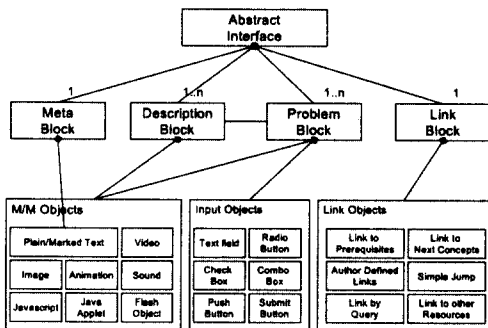 Abstract
Interface
1
1..n
1..n
1
Meta
Block
Description
Block
Problem
Block
Link
Block
M/M Objects
Plain/Marked Text
Video
Image
Animation
Sound
Javascript
Java
Applet
Flash
Object
Input Objects
Text field
Radio
Button
Check
Box
Combo
Box
Push
Button
Submit
Button
Link Objects
Link to
Prerequisites
Link to
Next Concepts
Author Defined
Links
Simple Jump
Link by
Query
Link to other
Resources